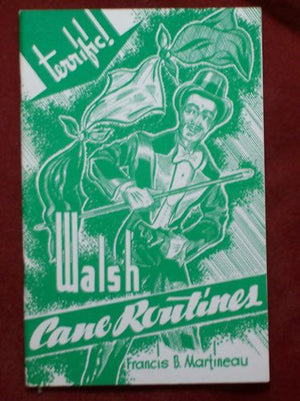 terrific!
Walsh
Cane Routines
Francis B. Martineau